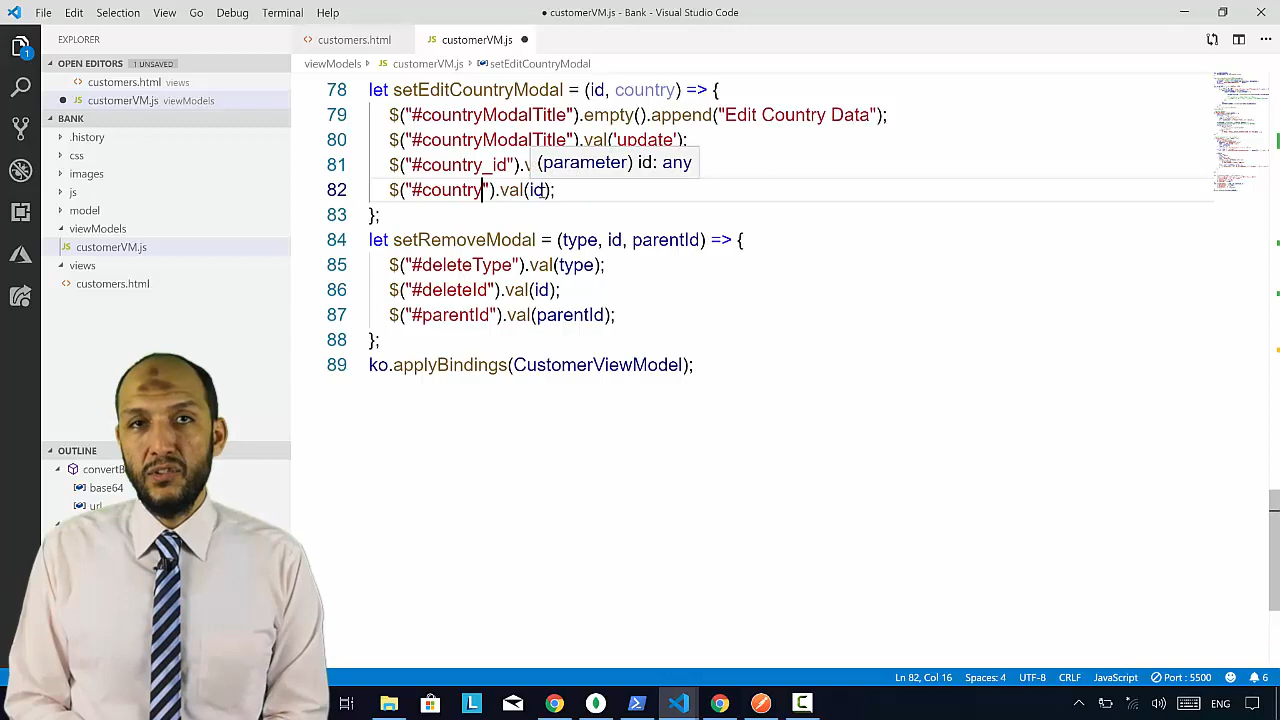 File Edit Selection View Go Debug Terminal Help
● customerVM.js - Bank - Visual Studio Code
EXPLORER
OPEN EDITORS 1 UNSAVED
customers.html views
customerVM.js viewModels
BANK
.history
css
images
js
model
viewModels
JS customerVM.js
views
customers.html
OUTLINE
base64
url
1
customers.html
JS customerVM.js
viewModels JS customerVM.js setEditCountryModal
78 let setEditCountryModal = (id, country) => {
79 $("#countryModalTitle").empty().append("Edit Country Data");
80 $("#countryModalTitle").val('update');
81 $("#country_id").v
(parameter) id: any
82 $("#country").val(id);
83 };
84 let setRemoveModal = (type, id, parentId) => {
85 $("#deleteType").val(type);
86 $("#deleteId").val(id);
87 $("#parentId").val(parentId);
88 };
89 ko.applyBindings(CustomerViewModel);
Ln 82, Col 16 Spaces: 4 UTF-8 CRLF JavaScript Port : 5500 6
L
ENG